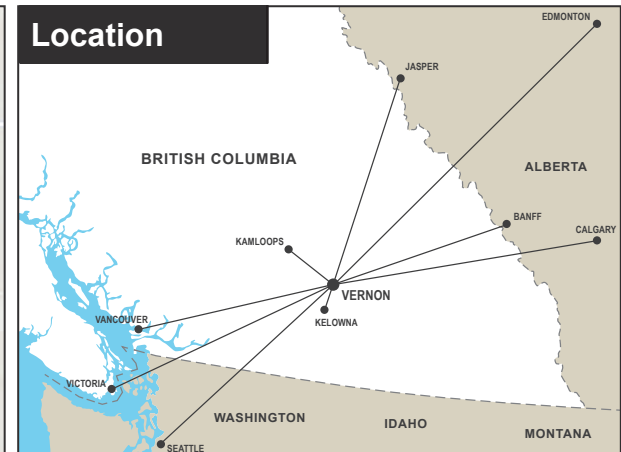 Location
EDMONTON
JASPER
BRITISH COLUMBIA
ALBERTA
BANFF
CALGARY
KAMLOOPS
VERNON
VANCOUVER
KELOWNA
VICTORIA
WASHINGTON
IDAHO
MONTANA
SEATTLE